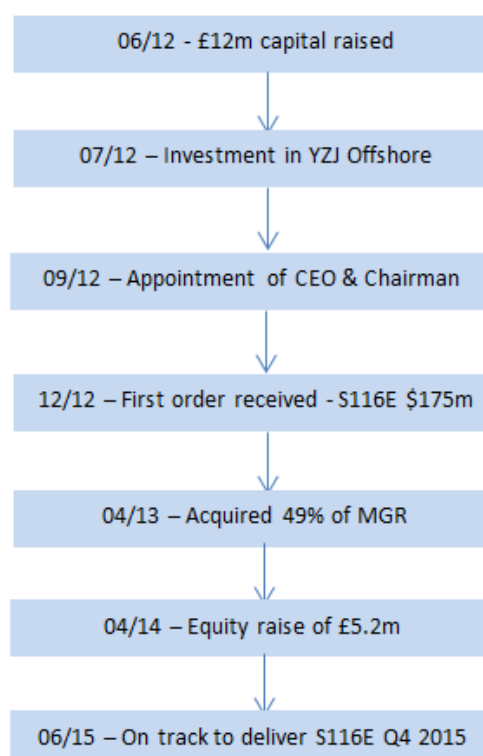 06/12 - £12m capital raised
07/12 – Investment in YZJ Offshore
09/12 – Appointment of CEO & Chairman
12/12 – First order received - S116E $175m
04/13 – Acquired 49% of MGR
04/14 – Equity raise of £5.2m
06/15 – On track to deliver S116E Q4 2015